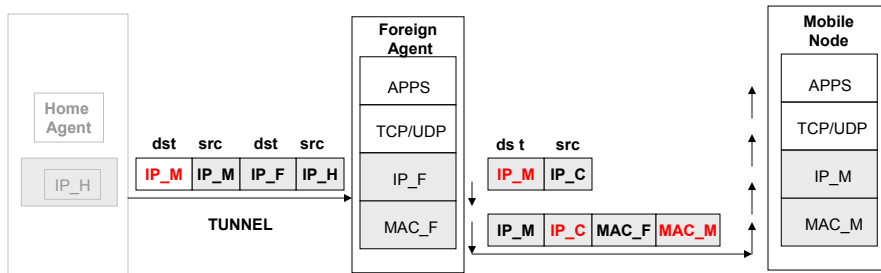 Foreign
Agent
Mobile
Node
APPS
APPS
Home
Agent
TCP/UDP
TCP/UDP
dst src dst src
ds t src
IP_H
IP_M IP_M IP_F IP_H
IP_F
IP_M IP_C
IP_M
TUNNEL
MAC_F
IP_M IP_C MAC_F MAC_M
MAC_M